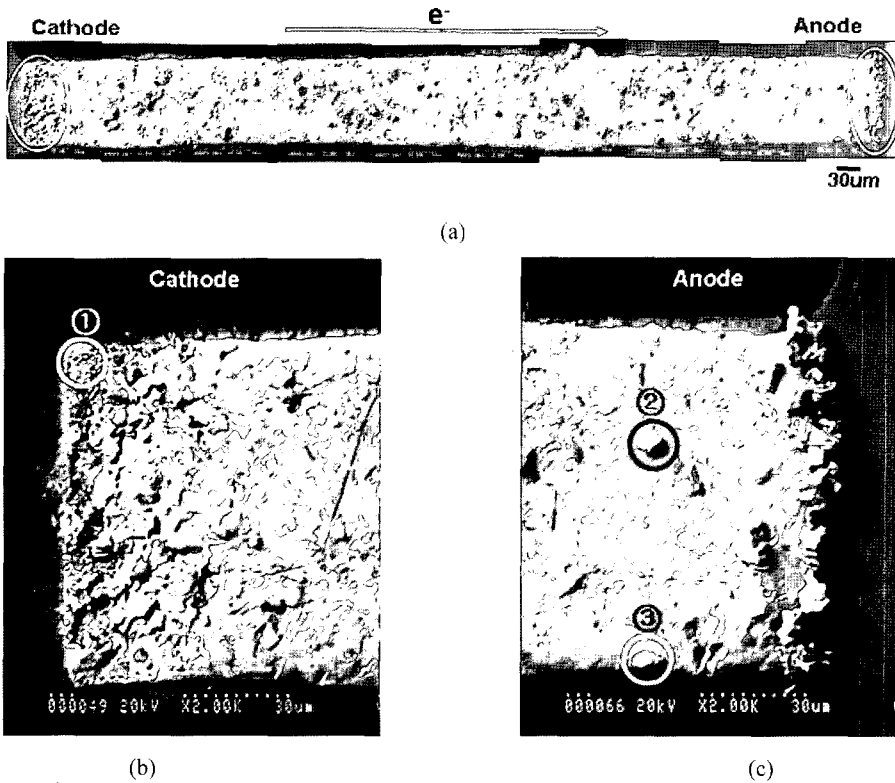 e-
Cathode
Anode
30um
(a)
Cathode
①
000049 20kV X2.00K 30um
(b)
Anode
②
③
000066 20kV X2.00K 30um
(c)